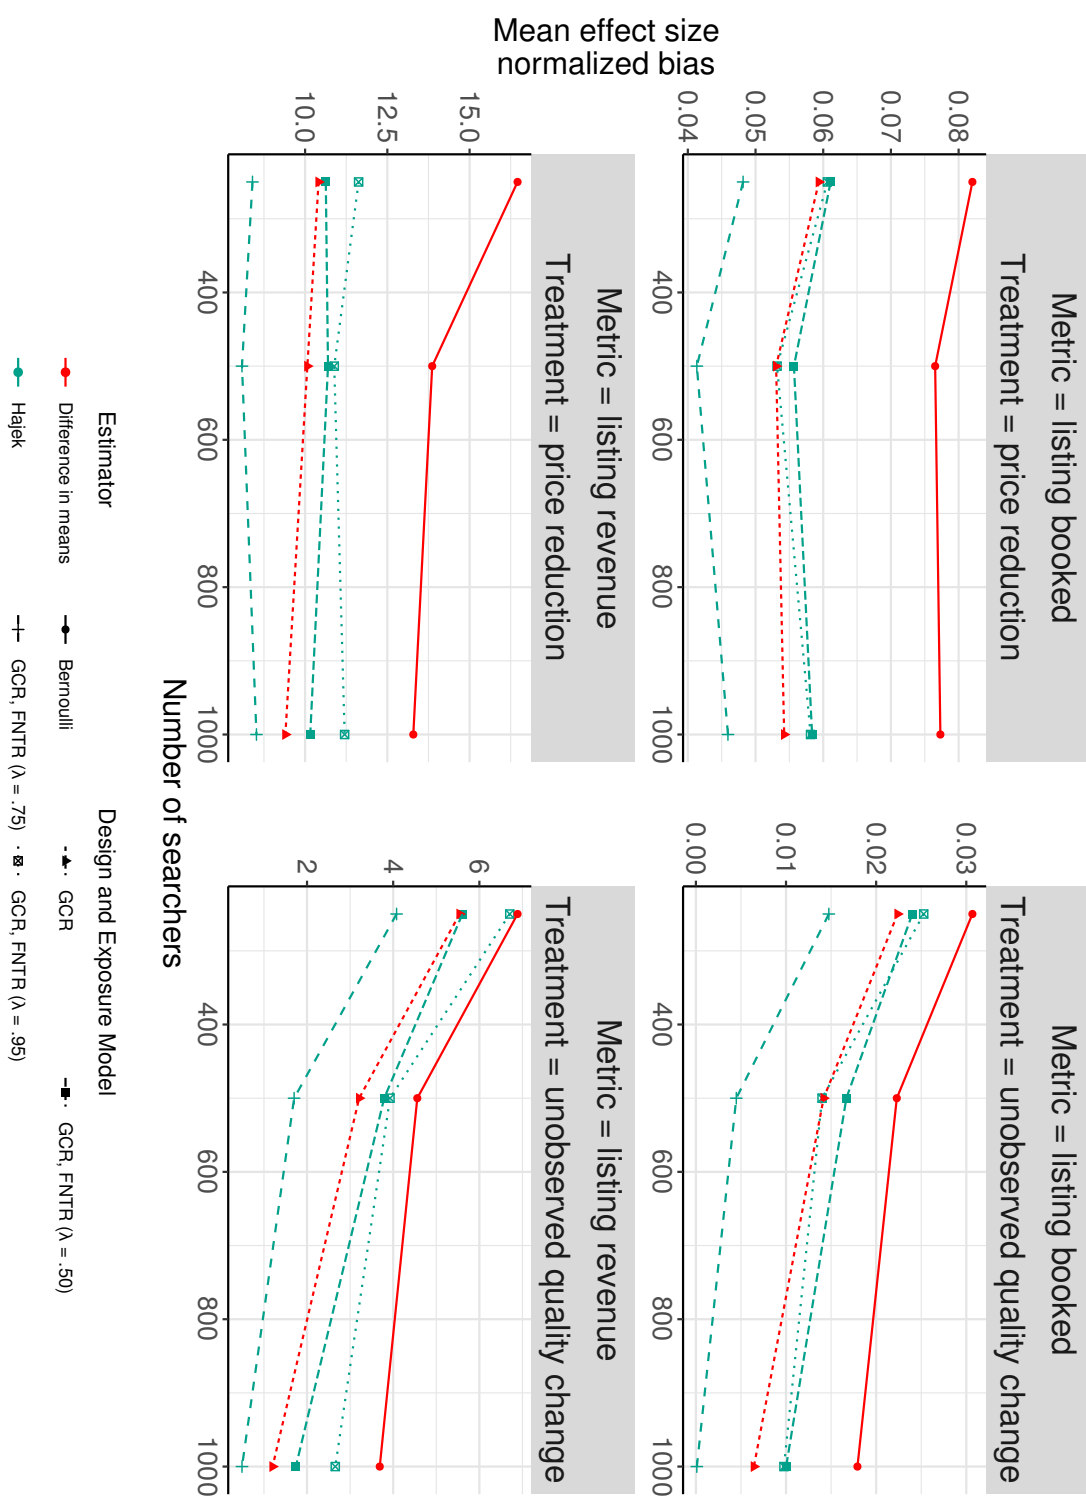 Mean effect size
normalized bias
Metric = listing booked
Treatment = price reduction
0.08
0.07
0.06
0.05
0.04
400
600
800
1000
Metric = listing booked
Treatment = unobserved quality change
0.03
0.02
0.01
0.00
400
600
800
1000
Metric = listing revenue
Treatment = price reduction
15.0
12.5
10.0
400
600
800
1000
Metric = listing revenue
Treatment = unobserved quality change
6
4
2
400
600
800
1000
Number of searchers
Estimator
Difference in means
Hajek
Design and Exposure Model
Bernoulli
GCR
GCR, FNTR (λ = .50)
GCR, FNTR (λ = .75)
GCR, FNTR (λ = .95)